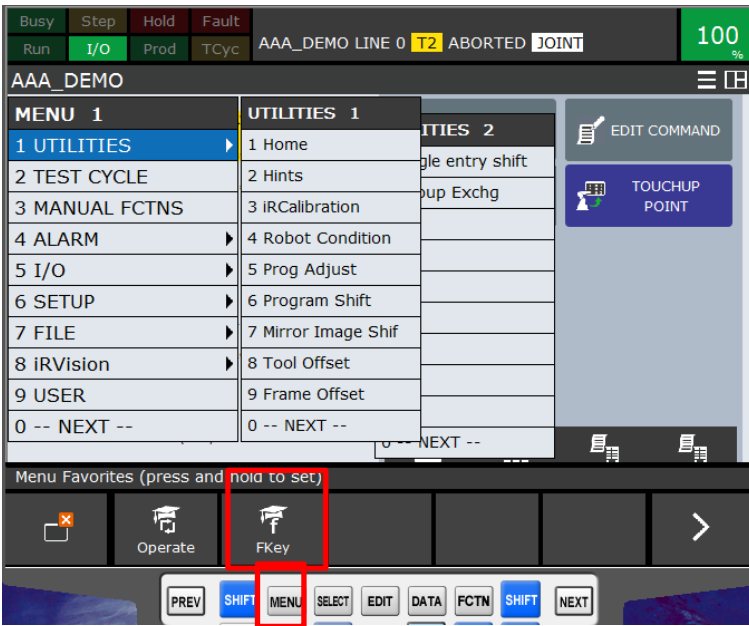 Busy Step Hold Fault
Run I/O Prod TCyc
AAA_DEMO LINE 0 T2 ABORTED JOINT
100
%
AAA_DEMO
MENU 1
1 UTILITIES
2 TEST CYCLE
3 MANUAL FCTNS
4 ALARM
5 I/O
6 SETUP
7 FILE
8 iRVision
9 USER
0 -- NEXT --
UTILITIES 1
1 Home
2 Hints
3 iRCalibration
4 Robot Condition
5 Prog Adjust
6 Program Shift
7 Mirror Image Shif
8 Tool Offset
9 Frame Offset
0 -- NEXT --
ITIES 2
gle entry shift
up Exchg
-- NEXT --
EDIT COMMAND
TOUCHUP
POINT
Menu Favorites (press and hold to set)
Operate
FKey
PREV SHIFT MENU SELECT EDIT DATA FCTN SHIFT NEXT